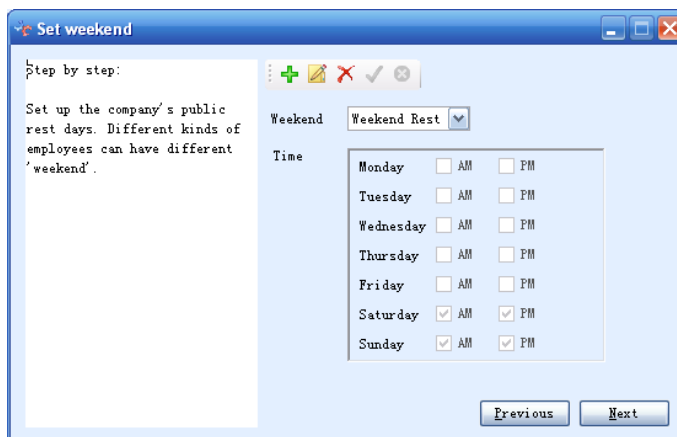 Set weekend
Step by step:
Set up the company's public
rest days. Different kinds of
employees can have different
'weekend'.
Weekend Weekend Rest
Time
Monday AM PM
Tuesday AM PM
Wednesday AM PM
Thursday AM PM
Friday AM PM
Saturday AM PM
Sunday AM PM
Previous Next